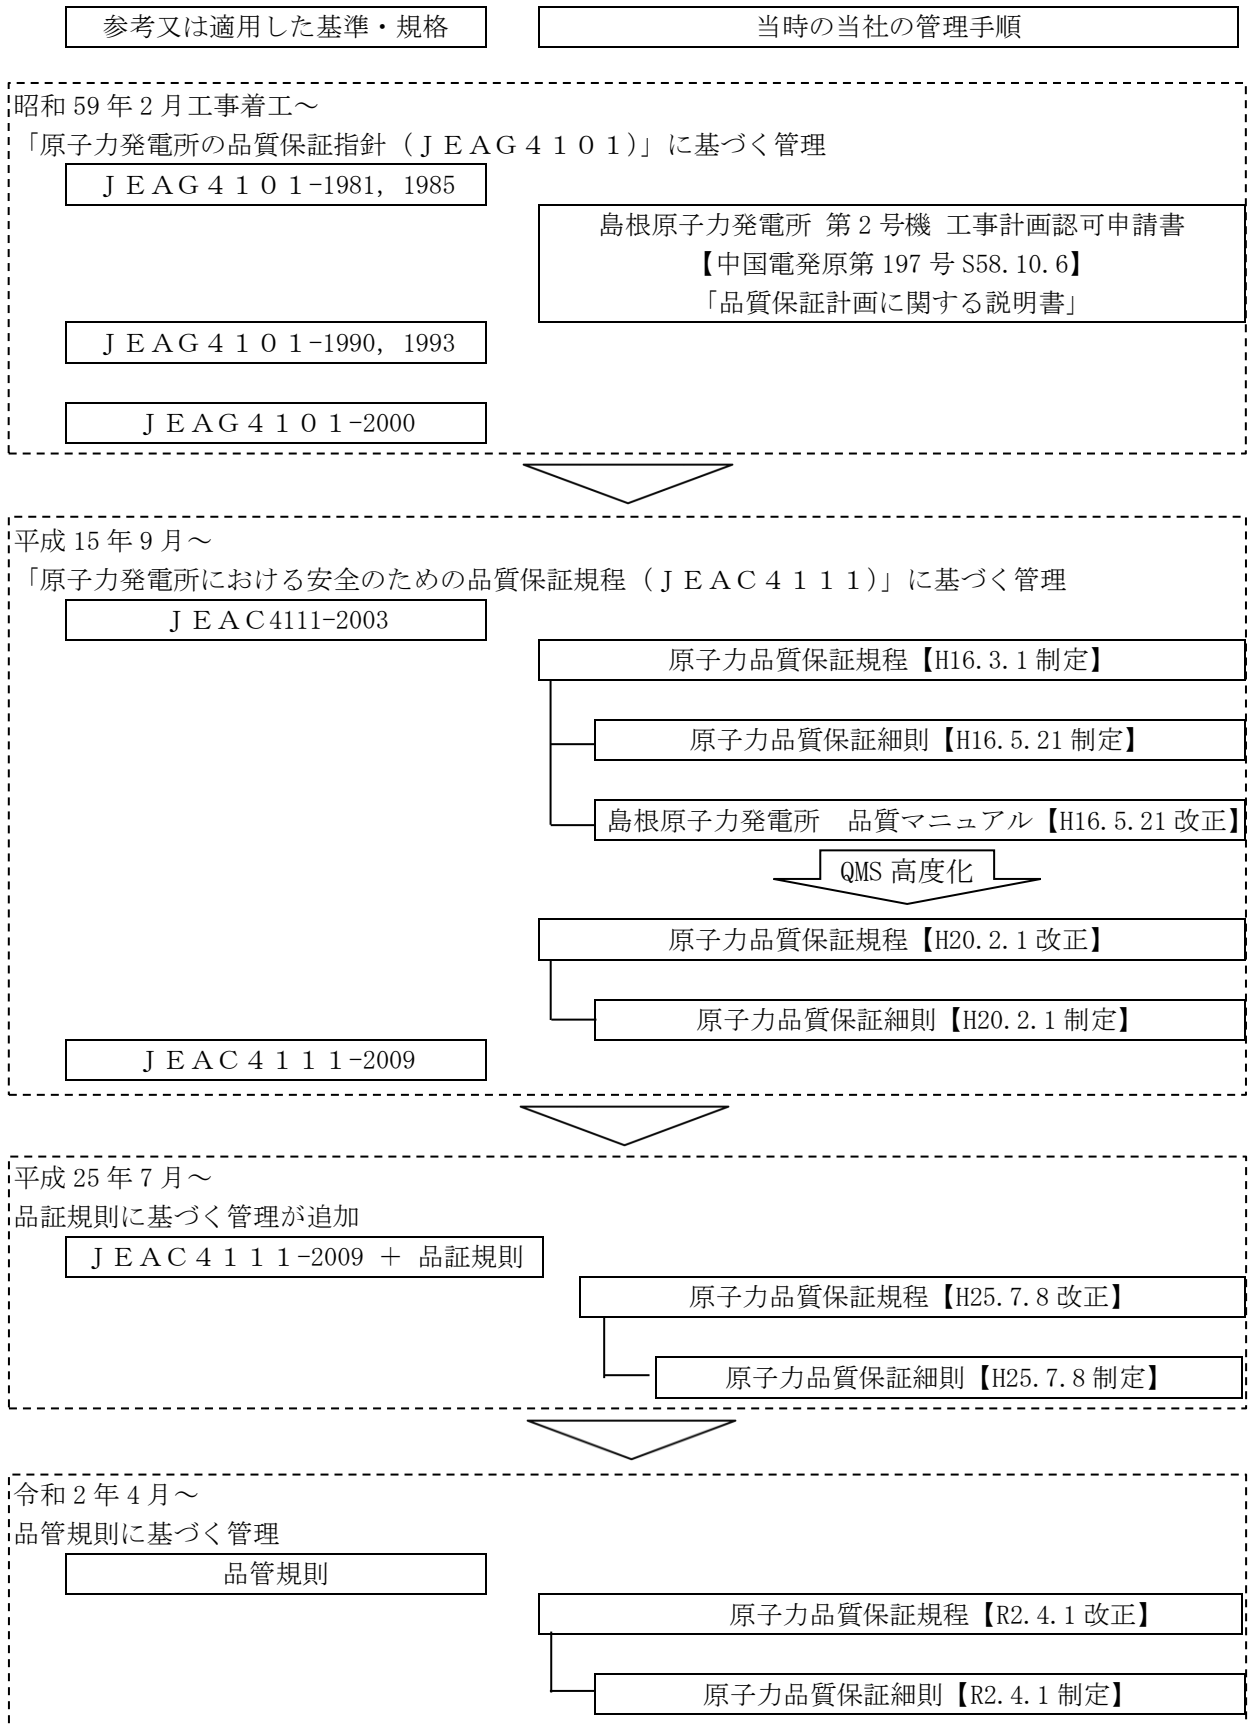 参考又は適用した基準・規格
当時の当社の管理手順
昭和 59 年 2 月工事着工～
「原子力発電所の品質保証指針（ＪＥＡＧ４１０１)」に基づく管理
ＪＥＡＧ４１０１-1981, 1985
島根原子力発電所 第 2 号機 工事計画認可申請書
【中国電発原第 197 号 S58.10.6】
「品質保証計画に関する説明書」
ＪＥＡＧ４１０１-1990, 1993
ＪＥＡＧ４１０１-2000
平成 15 年 9 月～
「原子力発電所における安全のための品質保証規程（ＪＥＡＣ４１１１)」に基づく管理
ＪＥＡＣ4111-2003
原子力品質保証規程【H16.3.1 制定】
原子力品質保証細則【H16.5.21 制定】
島根原子力発電所　品質マニュアル【H16.5.21 改正】
QMS 高度化
原子力品質保証規程【H20.2.1 改正】
原子力品質保証細則【H20.2.1 制定】
ＪＥＡＣ４１１１-2009
平成 25 年 7 月～
品証規則に基づく管理が追加
ＪＥＡＣ４１１１-2009 ＋ 品証規則
原子力品質保証規程【H25.7.8 改正】
原子力品質保証細則【H25.7.8 制定】
令和 2 年 4 月～
品管規則に基づく管理
品管規則
原子力品質保証規程【R2.4.1 改正】
原子力品質保証細則【R2.4.1 制定】